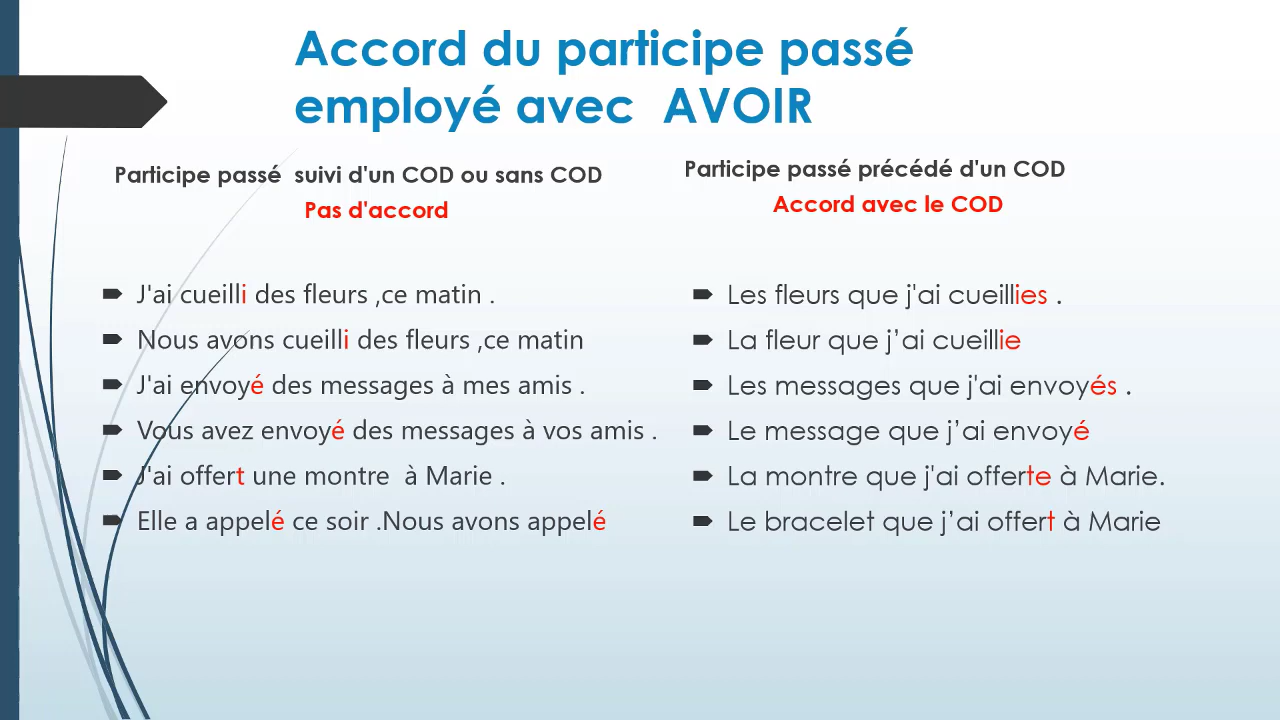 Accord du participe passé
employé avec  AVOIR
Participe passé  suivi d'un COD ou sans COD
Pas d'accord
J'ai cueilli des fleurs ,ce matin .
Nous avons cueilli des fleurs ,ce matin
J'ai envoyé des messages à mes amis .
Vous avez envoyé des messages à vos amis .
J'ai offert une montre  à Marie .
Elle a appelé ce soir .Nous avons appelé
Participe passé précédé d'un COD
Accord avec le COD
Les fleurs que j'ai cueillies .
La fleur que j’ai cueillie
Les messages que j'ai envoyés .
Le message que j’ai envoyé
La montre que j'ai offerte à Marie.
Le bracelet que j’ai offert à Marie